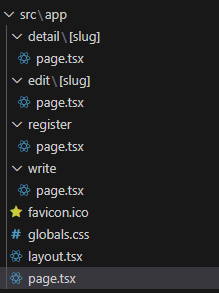 src\app
detail\[slug]
page.tsx
edit\[slug]
page.tsx
register
page.tsx
write
page.tsx
favicon.ico
# globals.css
layout.tsx
page.tsx